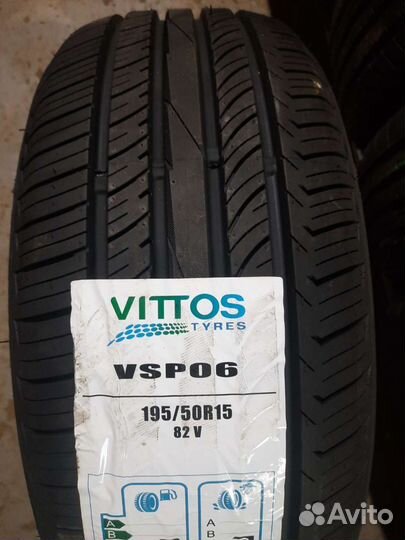 VITTOS
TYRES
VSP06
195/50R15
82 V
A
B
A
B
Avito